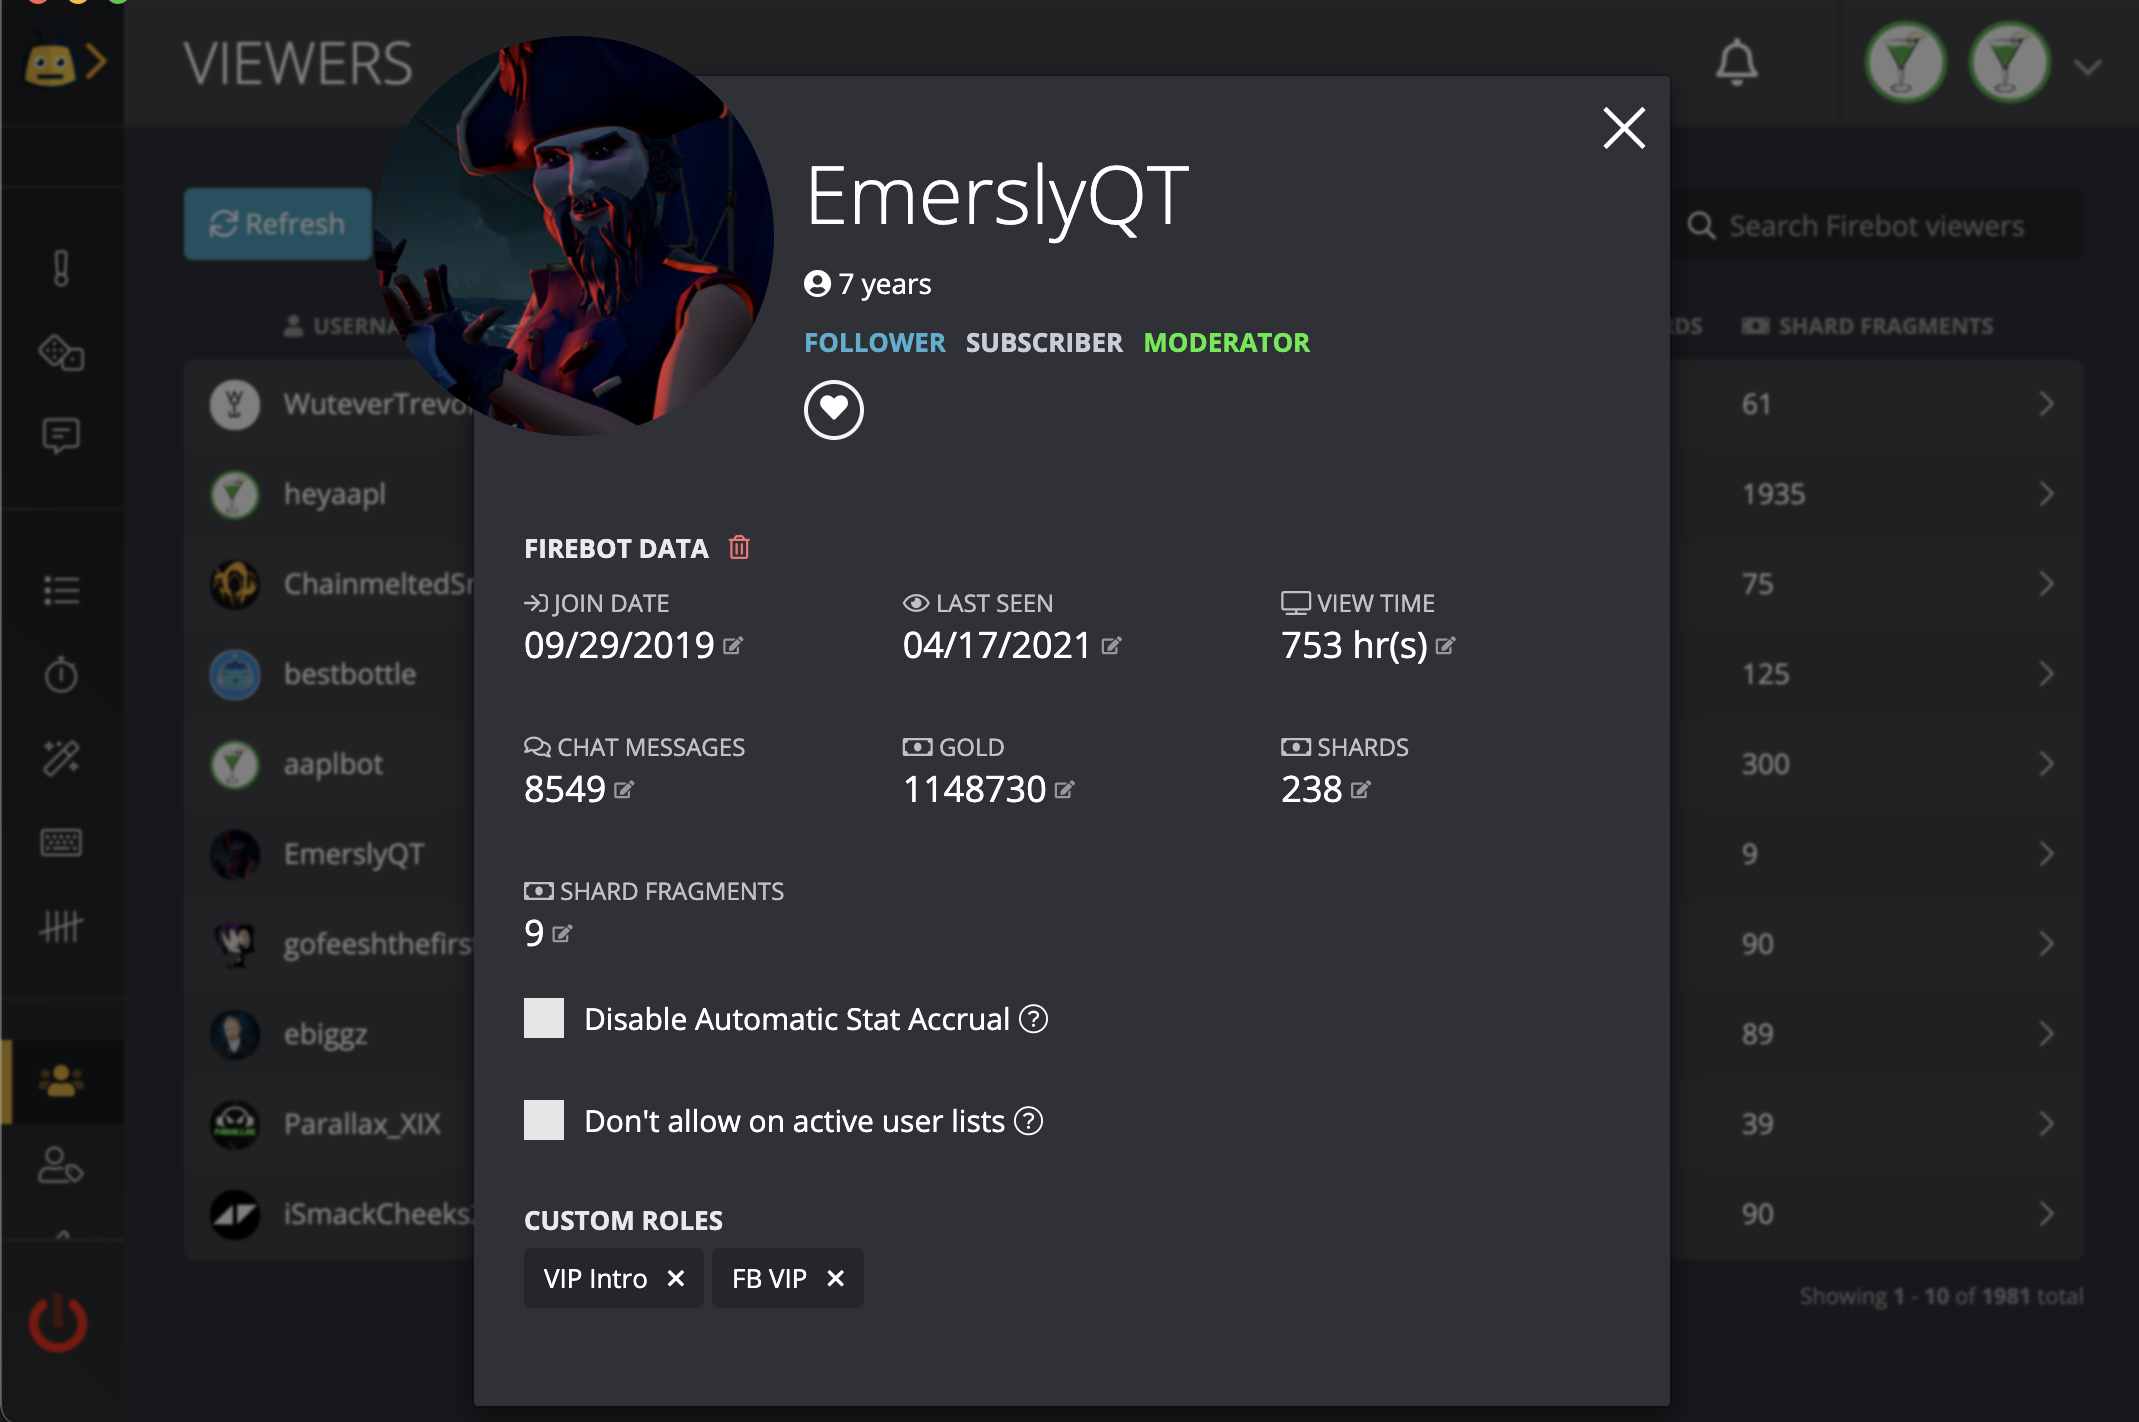 VIEWERS
EmerslyQT
Refresh
Search Firebot viewers
7 years
FOLLOWER SUBSCRIBER MODERATOR
SHARD FRAGMENTS
WuteverTrevo
61
heyaapl
1935
FIREBOT DATA
75
JOIN DATE LAST SEEN VIEW TIME
09/29/2019 04/17/2021 753 hr(s)
bestbottle
125
CHAT MESSAGES GOLD SHARDS
8549 1148730 238
aaplbot
300
EmerslyQT
9
SHARD FRAGMENTS
9
gofeeshthefirst
90
Disable Automatic Stat Accrual
ebiggz
89
Don't allow on active user lists
Parallax_XIX
39
CUSTOM ROLES
iSmackCheeks
90
VIP Intro FB VIP
Showing 1 - 10 of 1981 total